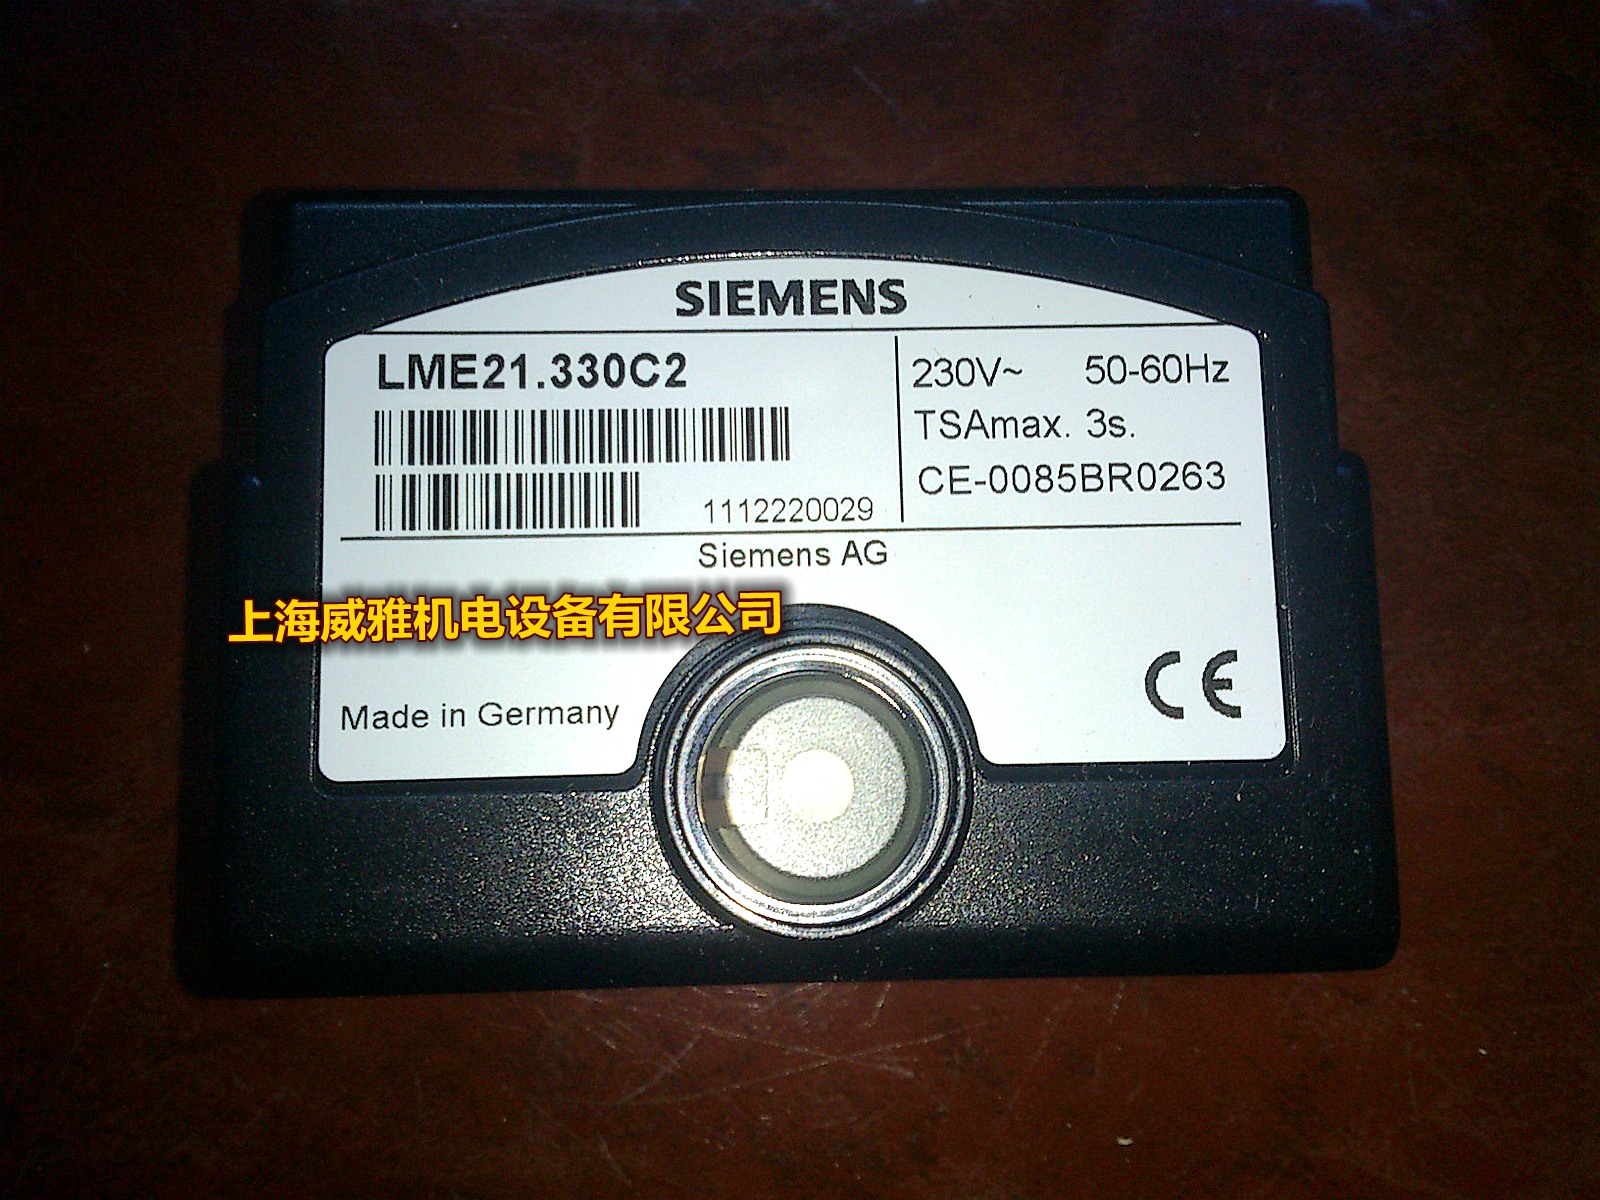 SIEMENS
LME21.330C2
230V~ 50-60Hz
TSAmax. 3s.
CE-0085BR0263
1112220029
Siemens AG
上海威雅机电设备有限公司
Made in Germany
CE